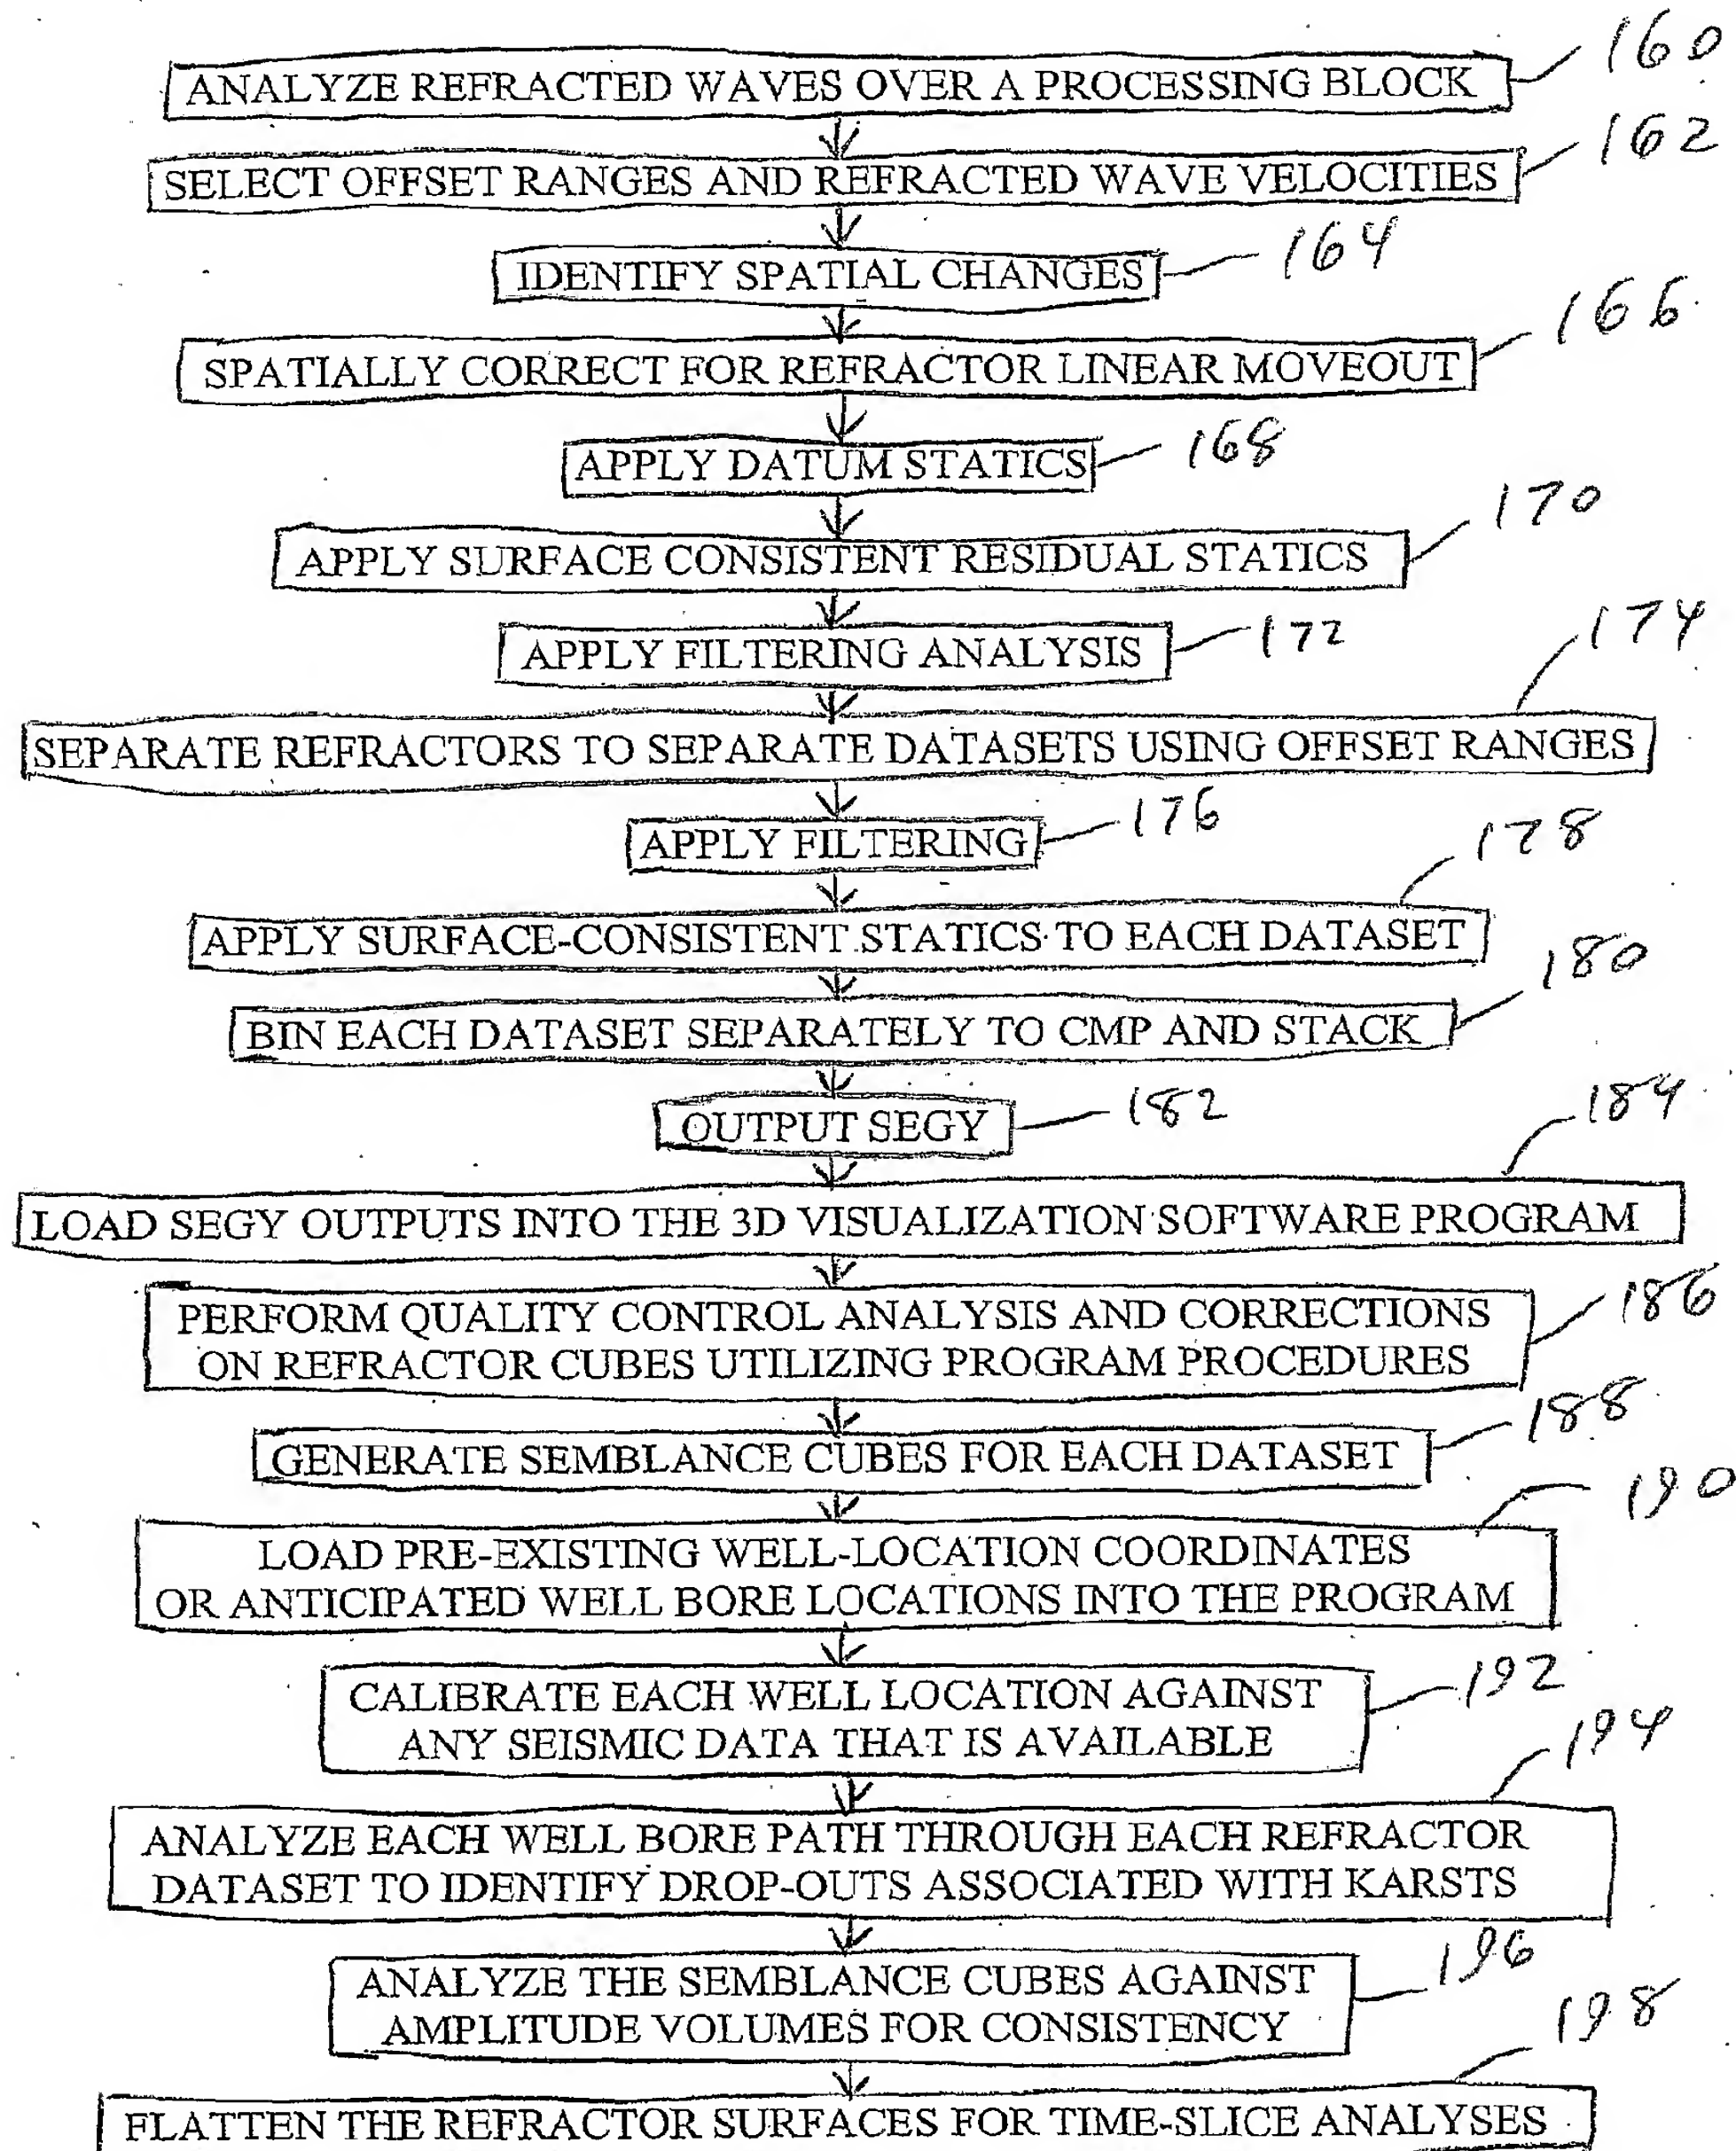 160
ANALYZE REFRACTED WAVES OVER A PROCESSING BLOCK
162
SELECT OFFSET RANGES AND REFRACTED WAVE VELOCITIES
164
IDENTIFY SPATIAL CHANGES
166
SPATIALLY CORRECT FOR REFRACTOR LINEAR MOVEOUT
168
APPLY DATUM STATICS
170
APPLY SURFACE CONSISTENT RESIDUAL STATICS
172
APPLY FILTERING ANALYSIS
174
SEPARATE REFRACTORS TO SEPARATE DATASETS USING OFFSET RANGES
176
APPLY FILTERING
178
APPLY SURFACE-CONSISTENT STATICS TO EACH DATASET
180
BIN EACH DATASET SEPARATELY TO CMP AND STACK
182
OUTPUT SEGY
184
LOAD SEGY OUTPUTS INTO THE 3D VISUALIZATION SOFTWARE PROGRAM
186
PERFORM QUALITY CONTROL ANALYSIS AND CORRECTIONS
ON REFRACTOR CUBES UTILIZING PROGRAM PROCEDURES
188
GENERATE SEMBLANCE CUBES FOR EACH DATASET
190
LOAD PRE-EXISTING WELL-LOCATION COORDINATES
OR ANTICIPATED WELL BORE LOCATIONS INTO THE PROGRAM
192
CALIBRATE EACH WELL LOCATION AGAINST
ANY SEISMIC DATA THAT IS AVAILABLE
194
ANALYZE EACH WELL BORE PATH THROUGH EACH REFRACTOR
DATASET TO IDENTIFY DROP-OUTS ASSOCIATED WITH KARSTS
196
ANALYZE THE SEMBLANCE CUBES AGAINST
AMPLITUDE VOLUMES FOR CONSISTENCY
198
FLATTEN THE REFRACTOR SURFACES FOR TIME-SLICE ANALYSES